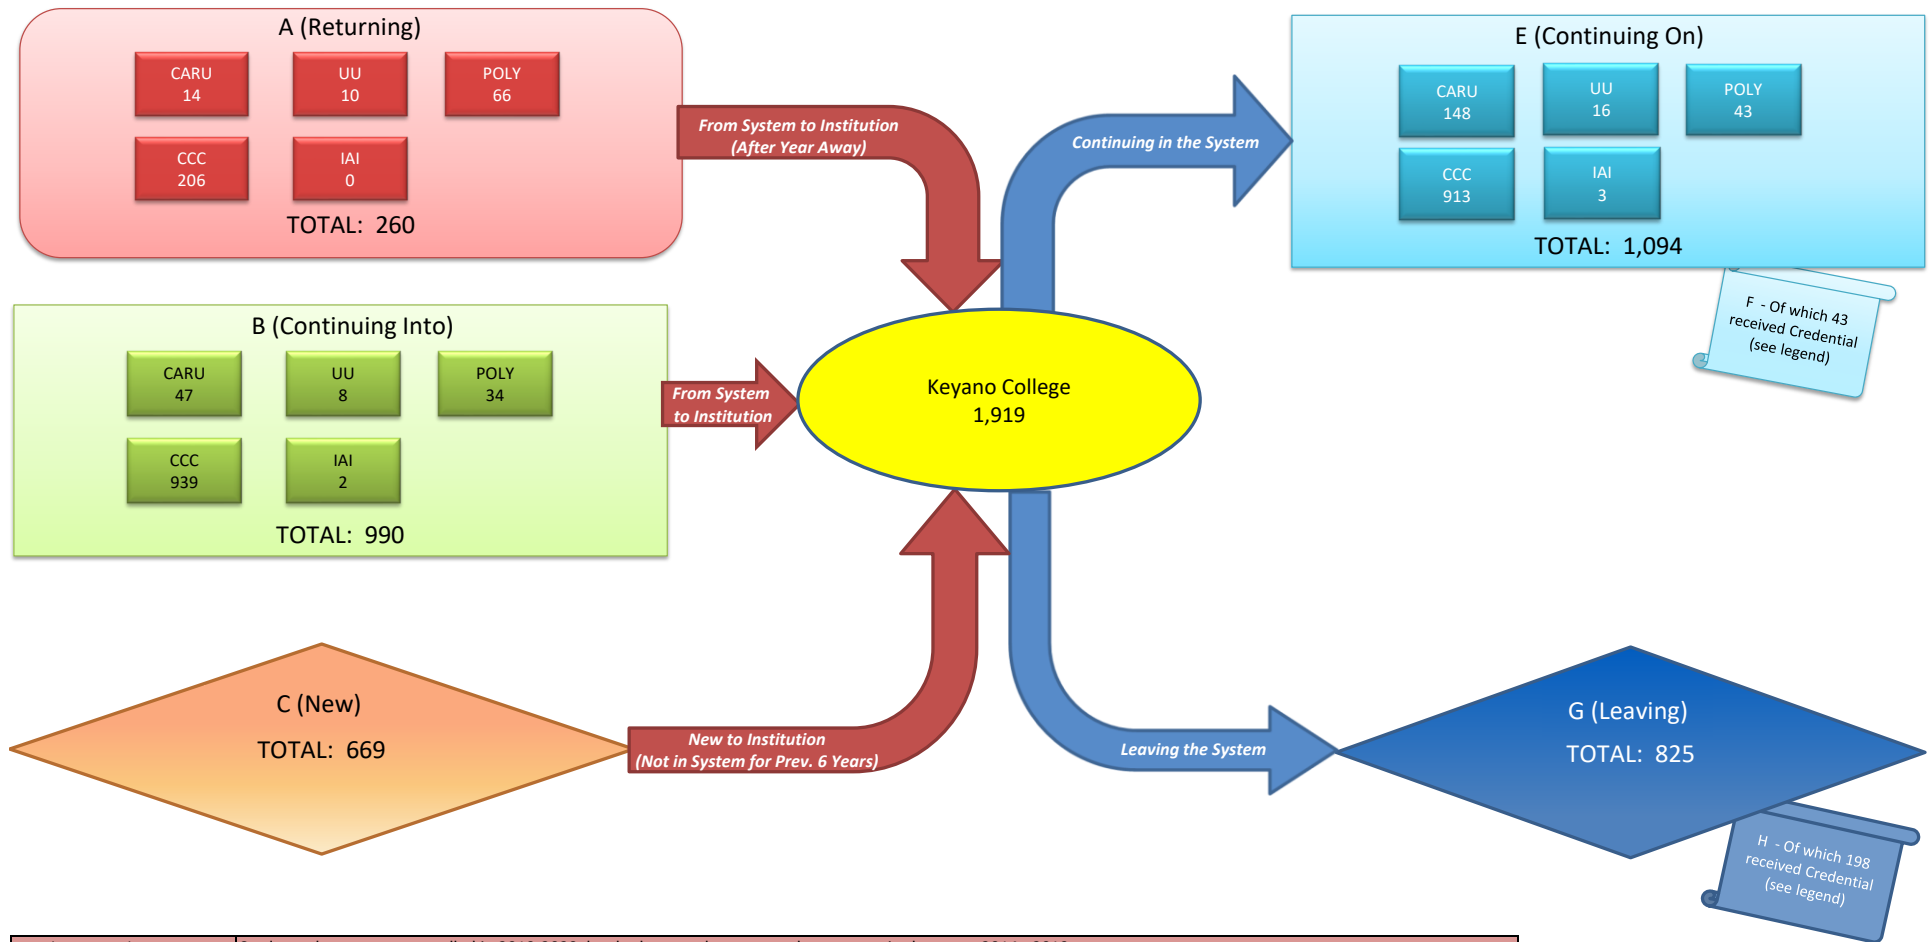 A (Returning)
CARU
14
UU
10
POLY
66
CCC
206
IAI
0
TOTAL: 260
From System to Institution
(After Year Away)
B (Continuing Into)
CARU
47
UU
8
POLY
34
CCC
939
IAI
2
TOTAL: 990
From System
to Institution
C (New)
TOTAL: 669
New to Institution
(Not in System for Prev. 6 Years)
Keyano College
1,919
Continuing in the System
E (Continuing On)
CARU
148
UU
16
POLY
43
CCC
913
IAI
3
TOTAL: 1,094
F - Of which 43
received Credential
(see legend)
Leaving the System
G (Leaving)
TOTAL: 825
H - Of which 198
received Credential
(see legend)